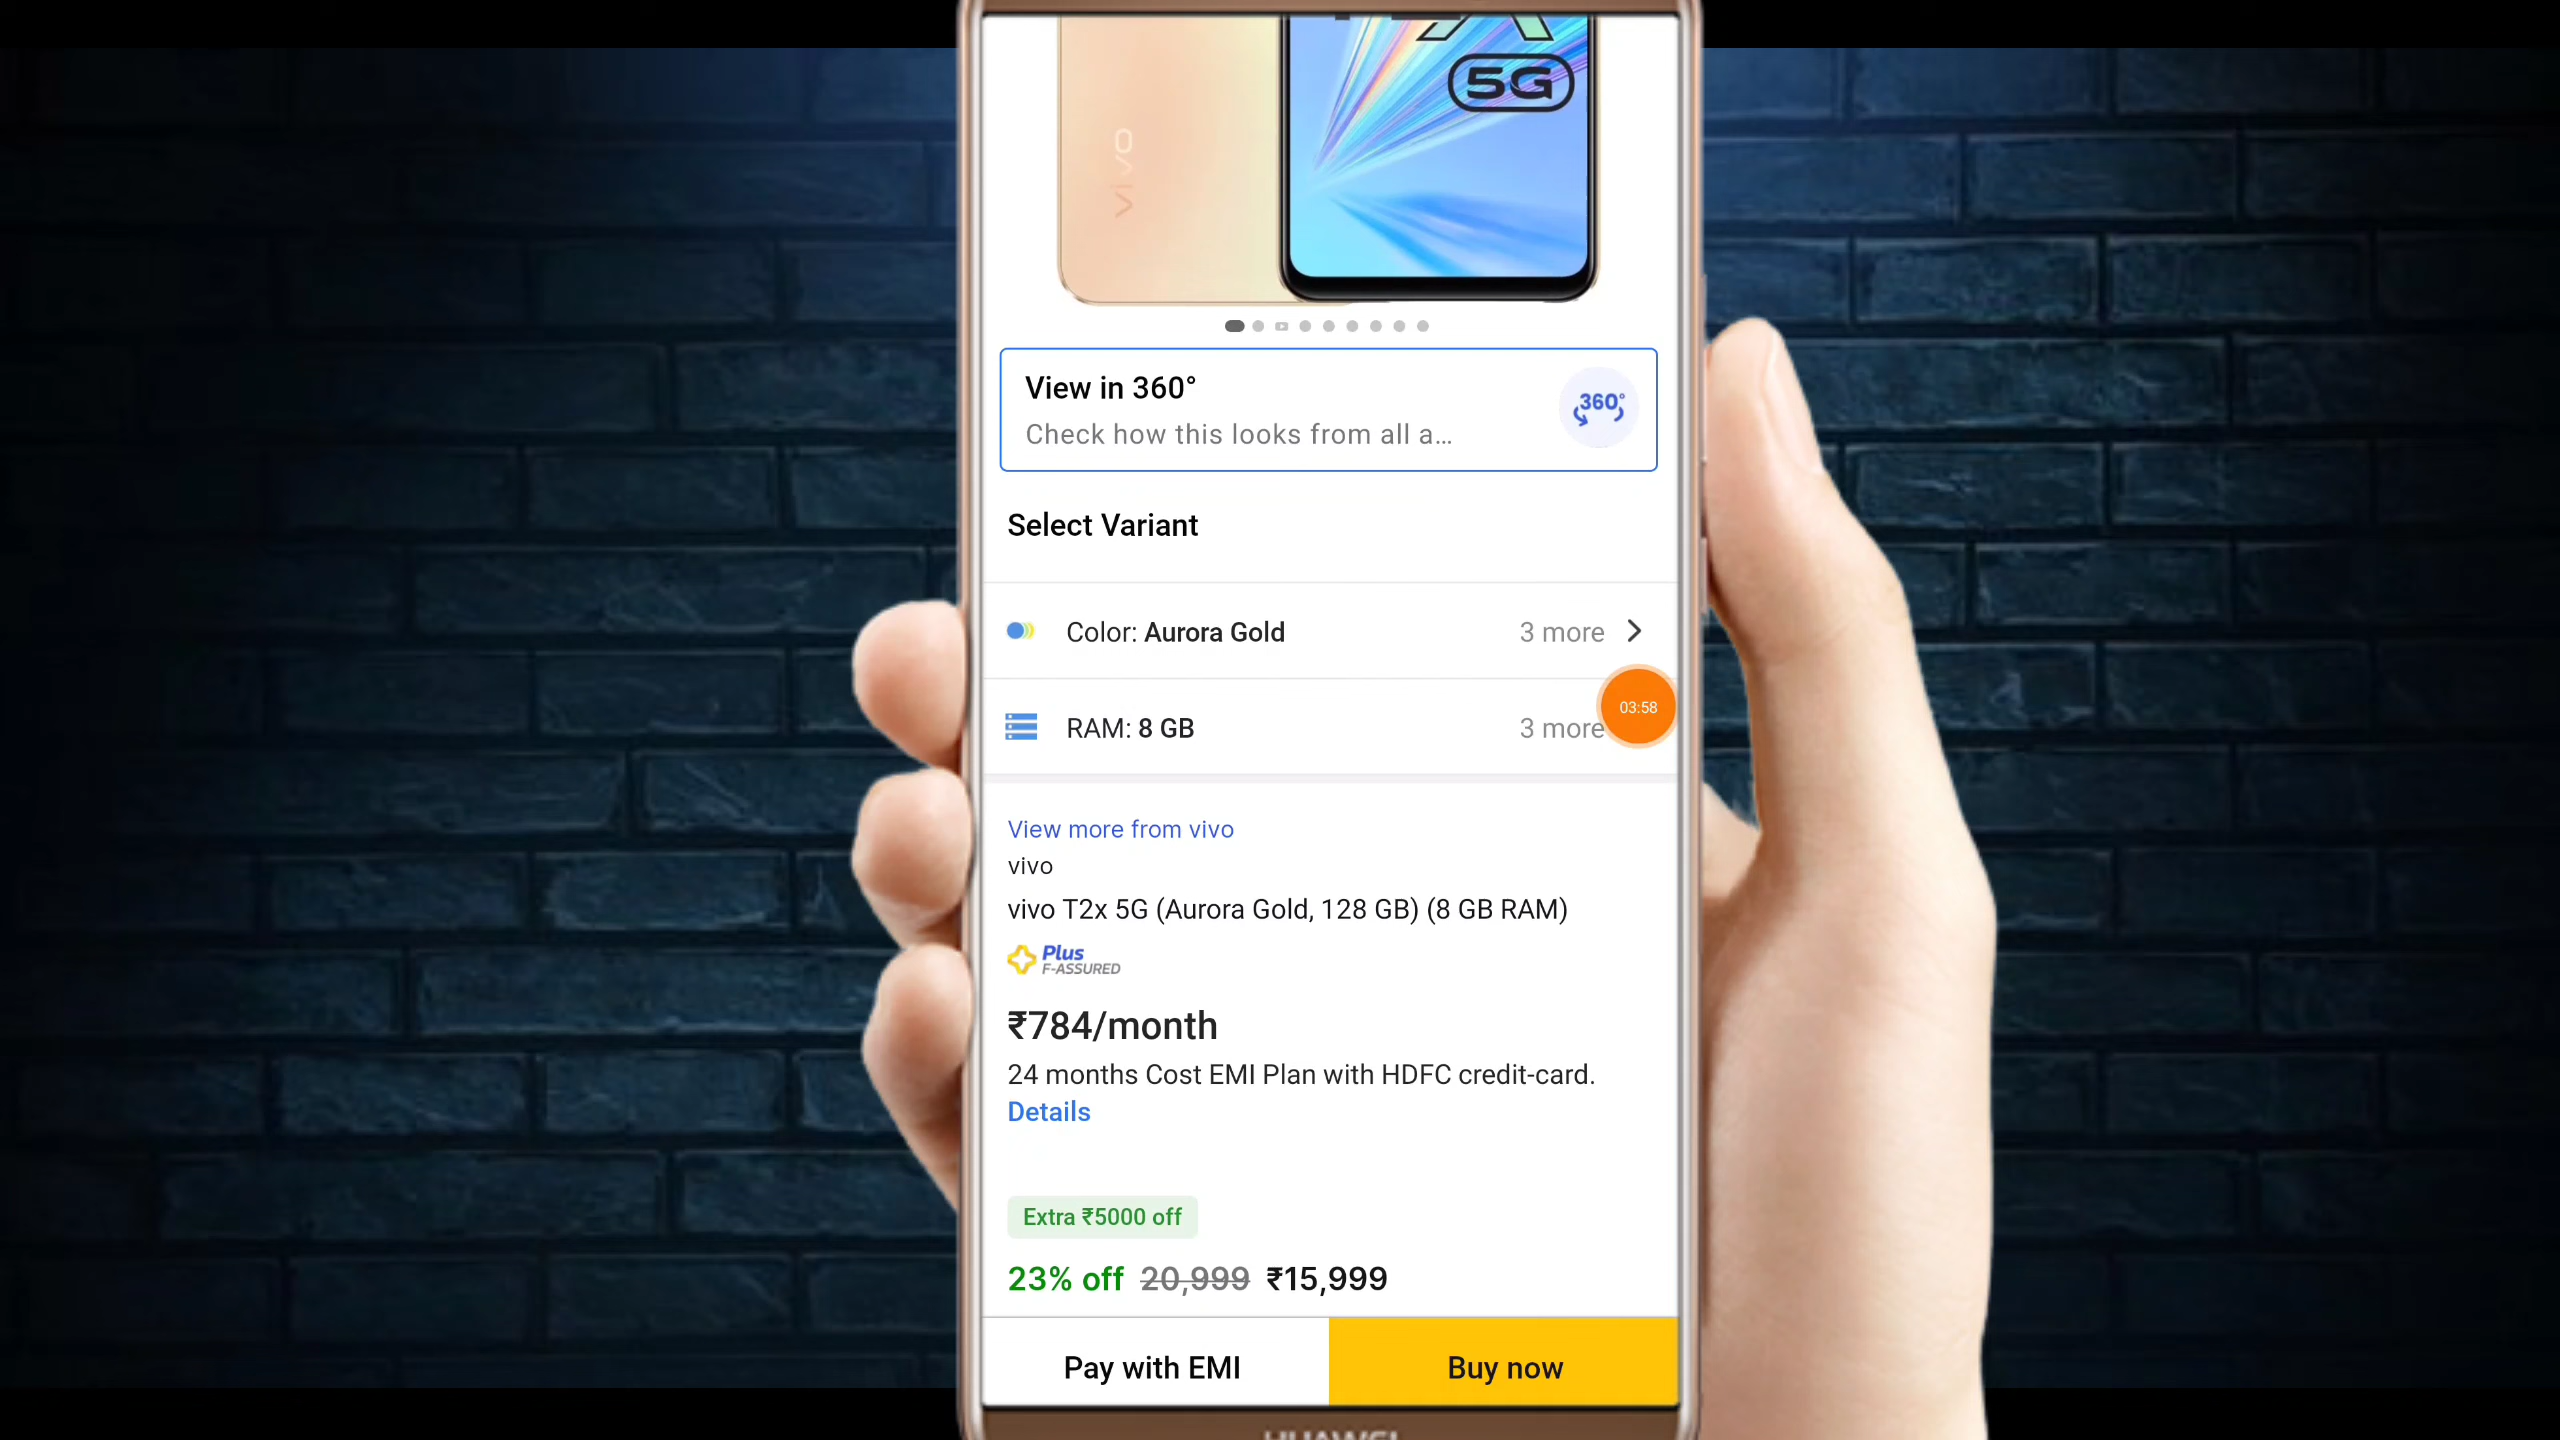 5G
vivo
View in 360°
Check how this looks from all a...
360°
Select Variant
Color: Aurora Gold 3 more
03:58
RAM: 8 GB 3 more
View more from vivo
vivo
vivo T2x 5G (Aurora Gold, 128 GB) (8 GB RAM)
Plus
F-ASSURED
₹784/month
24 months Cost EMI Plan with HDFC credit-card.
Details
Extra ₹5000 off
23% off 20,999 ₹15,999
Pay with EMI Buy now
HUAWEI